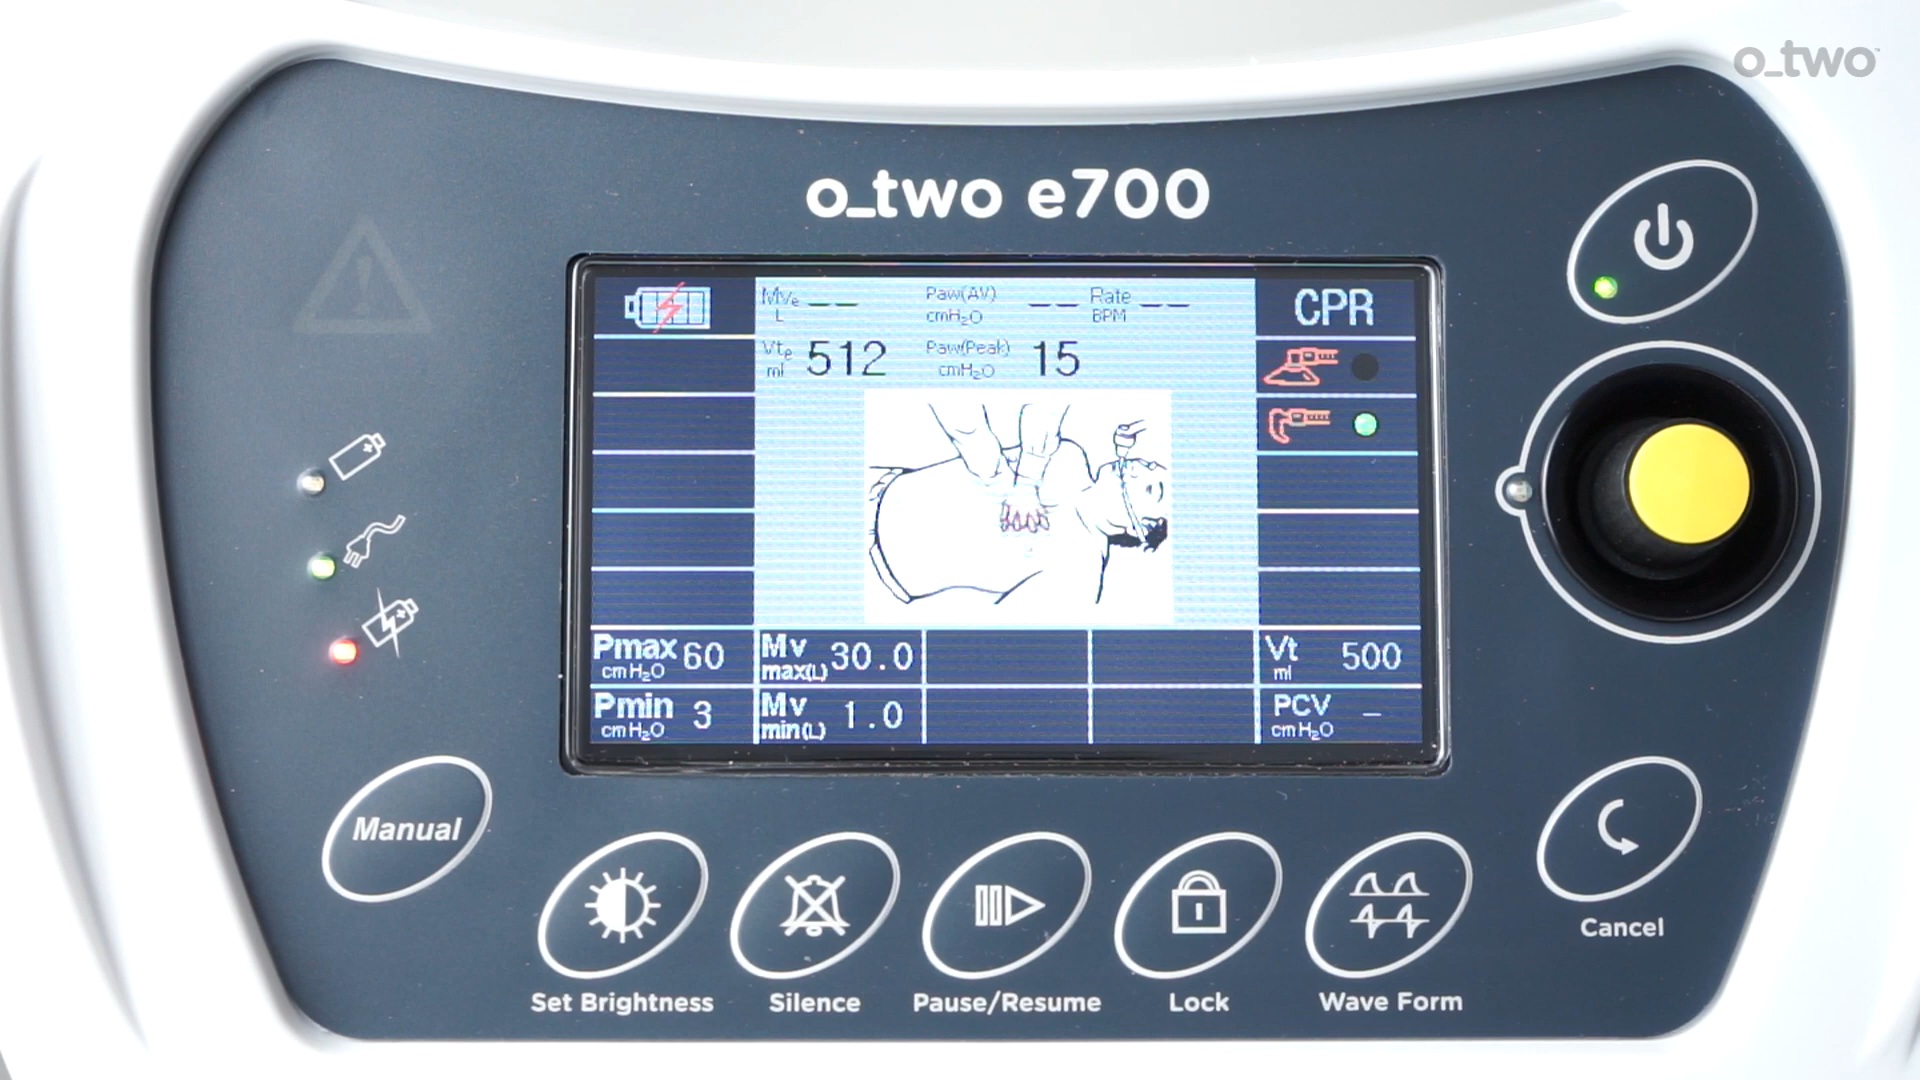 o_two™
o_two e700
Mve L -- -- Paw(AV) cmH2O -- -- Rate BPM -- --
CPR
Vte ml 512 Paw(Peak) cmH2O 15
Pmax cmH2O 60 Mv max(L) 30.0 Vt ml 500
Pmin cmH2O 3 Mv min(L) 1.0 PCV cmH2O –
Manual
Cancel
Set Brightness Silence Pause/Resume Lock Wave Form